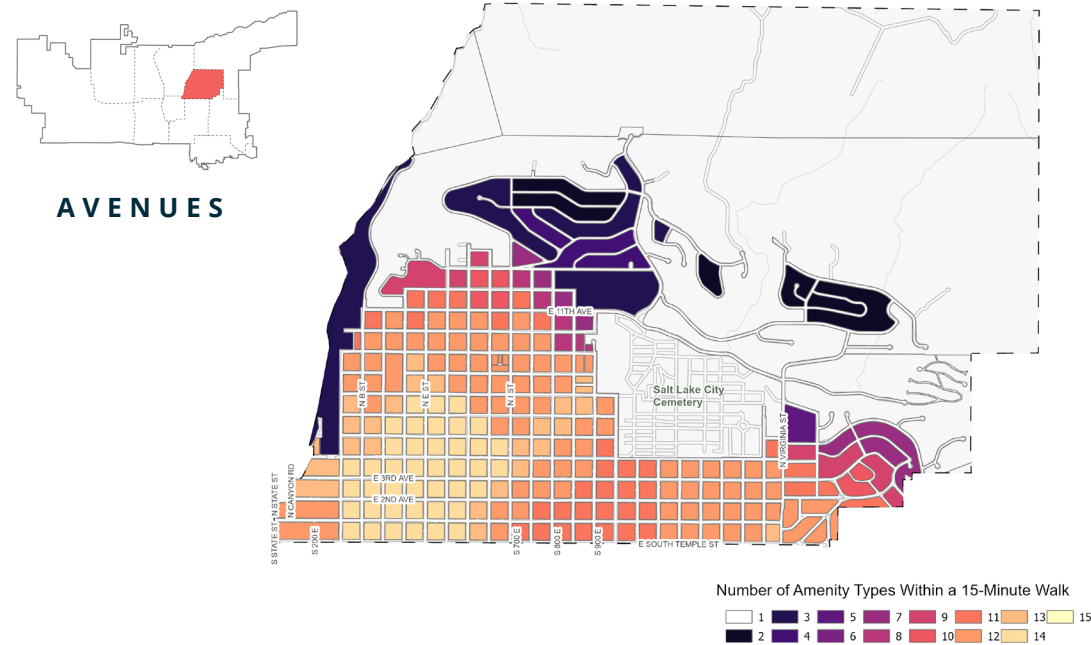 AVENUES
E 11TH AVE
Salt Lake City
Cemetery
N B ST
N E ST
N I ST
N VIRGINIA ST
E 3RD AVE
E 2ND AVE
N STATE ST
N CANYON RD
S STATE ST
S 200 E
S 700 E
S 800 E
S 900 E
E SOUTH TEMPLE ST
Number of Amenity Types Within a 15-Minute Walk
1 3 5 7 9 11 13 15
2 4 6 8 10 12 14